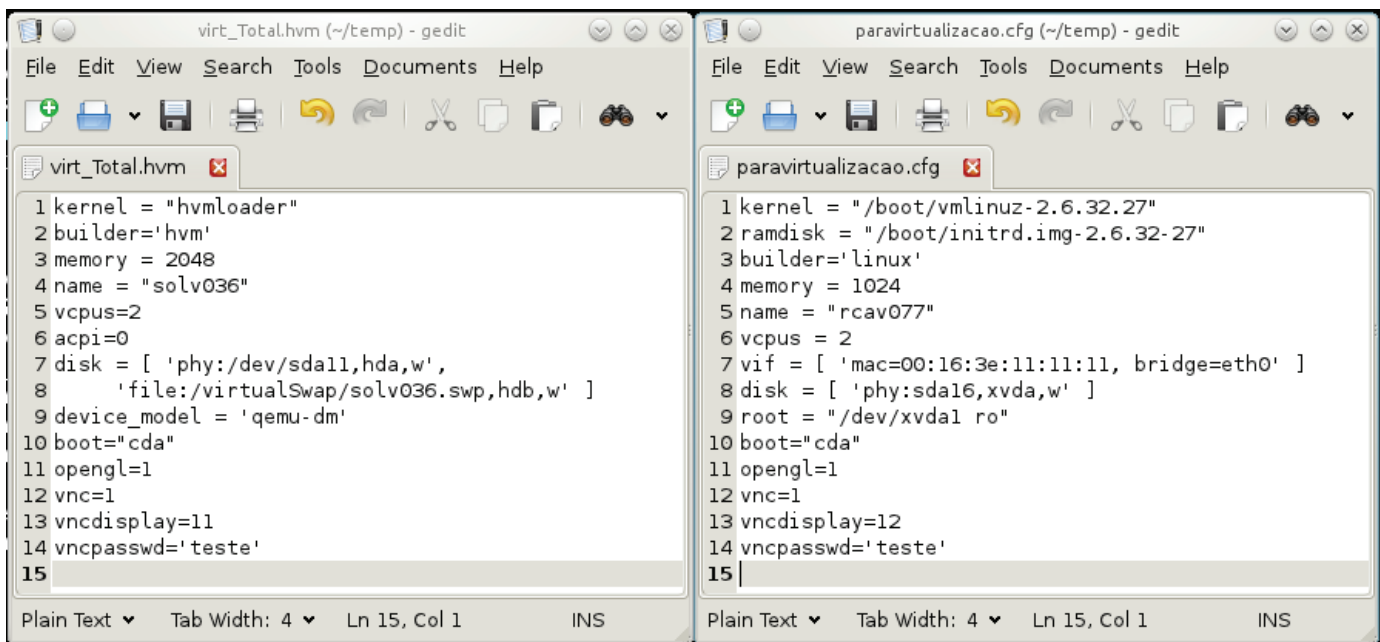 virt_Total.hvm (~/temp) - gedit
File Edit View Search Tools Documents Help
virt_Total.hvm
1 kernel = "hvmloader"
2 builder='hvm'
3 memory = 2048
4 name = "solv036"
5 vcpus=2
6 acpi=0
7 disk = [ 'phy:/dev/sda11,hda,w',
8       'file:/virtualSwap/solv036.swp,hdb,w' ]
9 device_model = 'qemu-dm'
10 boot="cda"
11 opengl=1
12 vnc=1
13 vncdisplay=11
14 vncpasswd='teste'
15
Plain Text Tab Width: 4 Ln 15, Col 1 INS
paravirtualizacao.cfg (~/temp) - gedit
File Edit View Search Tools Documents Help
paravirtualizacao.cfg
1 kernel = "/boot/vmlinuz-2.6.32.27"
2 ramdisk = "/boot/initrd.img-2.6.32-27"
3 builder='linux'
4 memory = 1024
5 name = "rcav077"
6 vcpus = 2
7 vif = [ 'mac=00:16:3e:11:11:11, bridge=eth0' ]
8 disk = [ 'phy:sda16,xvda,w' ]
9 root = "/dev/xvda1 ro"
10 boot="cda"
11 opengl=1
12 vnc=1
13 vncdisplay=12
14 vncpasswd='teste'
15
Plain Text Tab Width: 4 Ln 15, Col 1 INS